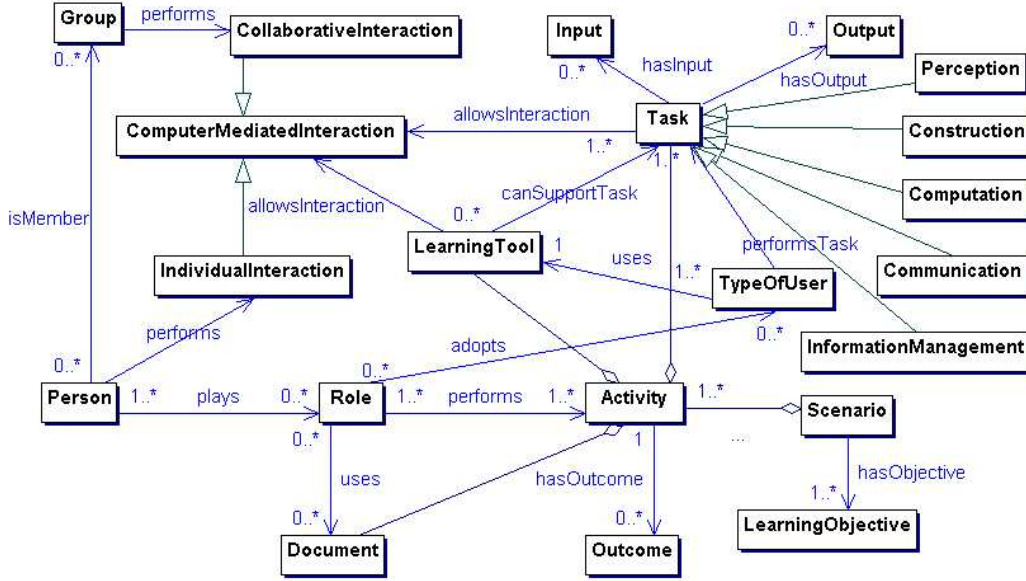 Group
performs
CollaborativeInteraction
Input
0..*
Output
0..*
0..*
hasInput
hasOutput
Perception
ComputerMediatedInteraction
allowsInteraction
Task
1..*
1..*
Construction
isMember
allowsInteraction
0..*
canSupportTask
Computation
LearningTool
1
uses
performsTask
1..*
TypeOfUser
Communication
IndividualInteraction
performs
0..*
adopts
0..*
InformationManagement
0..*
Person
1..*
plays
0..*
Role
1..*
performs
1..*
Activity
1..*
...
Scenario
0..*
1
uses
hasOutcome
hasObjective
0..*
0..*
1..*
Document
Outcome
LearningObjective